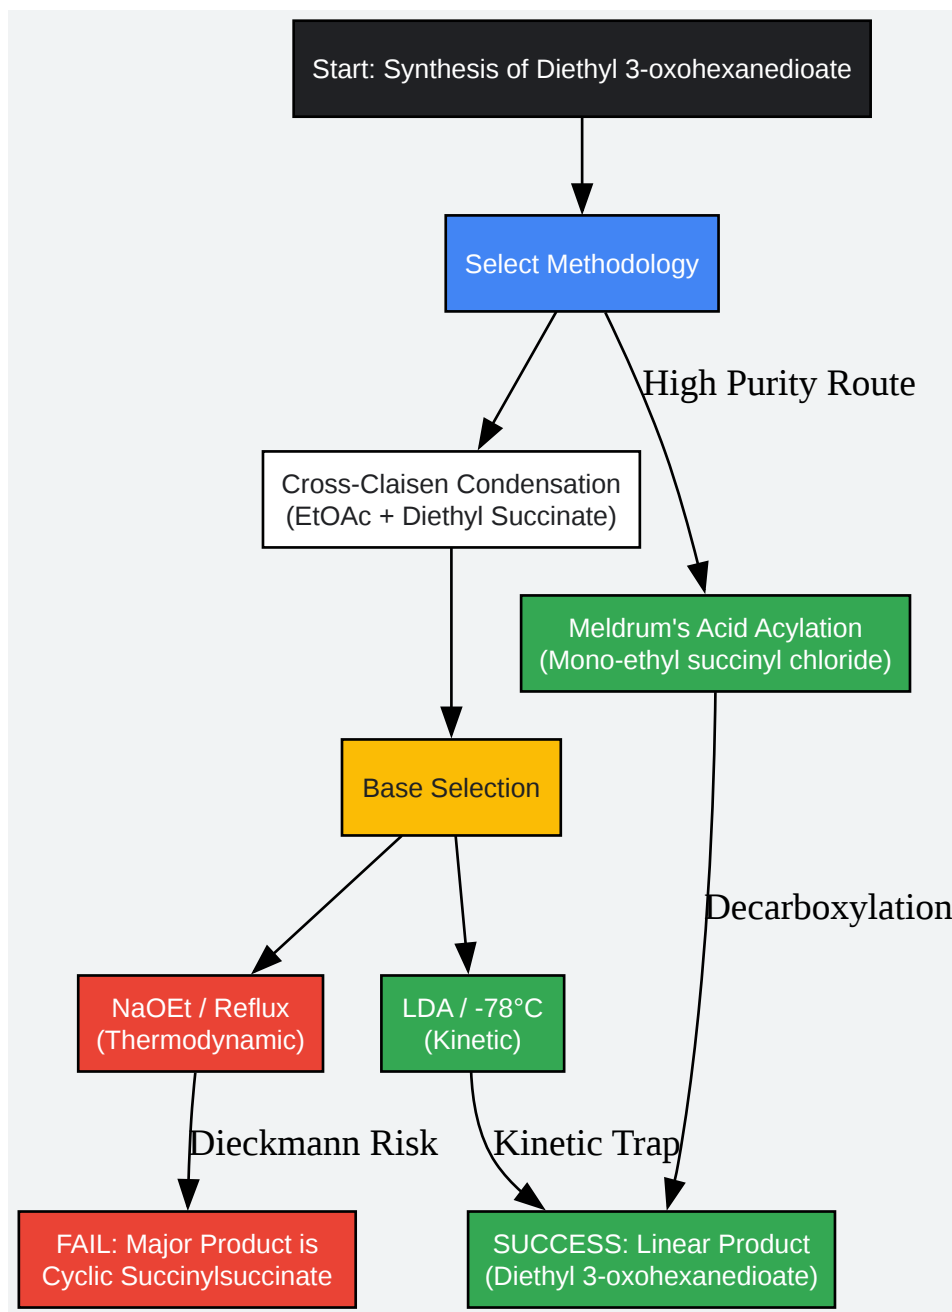 Start: Synthesis of Diethyl 3-oxohexanedioate
Select Methodology
High Purity Route
Cross-Claisen Condensation
(EtOAc + Diethyl Succinate)
Meldrum's Acid Acylation
(Mono-ethyl succinyl chloride)
Base Selection
Decarboxylation
NaOEt / Reflux
(Thermodynamic)
LDA / -78°C
(Kinetic)
Dieckmann Risk
Kinetic Trap
FAIL: Major Product is
Cyclic Succinylsuccinate
SUCCESS: Linear Product
(Diethyl 3-oxohexanedioate)